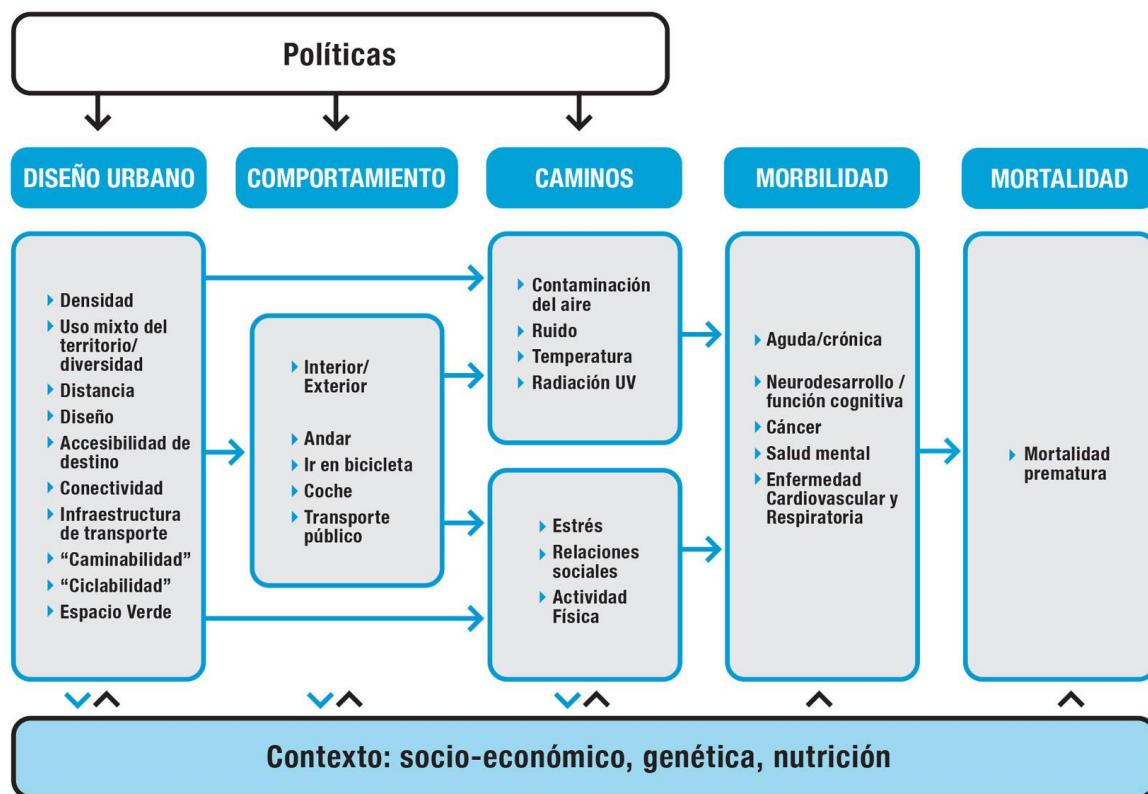 Políticas
DISEÑO URBANO
COMPORTAMIENTO
CAMINOS
MORBILIDAD
MORTALIDAD
Densidad
Uso mixto del
territorio/
diversidad
Distancia
Diseño
Accesibilidad de
destino
Conectividad
Infraestructura
de transporte
“Caminabilidad”
“Ciclabilidad”
Espacio Verde
Interior/
Exterior
Andar
Ir en bicicleta
Coche
Transporte
público
Contaminación
del aire
Ruido
Temperatura
Radiación UV
Estrés
Relaciones
sociales
Actividad
Física
Aguda/crónica
Neurodesarrollo /
función cognitiva
Cáncer
Salud mental
Enfermedad
Cardiovascular y
Respiratoria
Mortalidad
prematura
Contexto: socio-económico, genética, nutrición